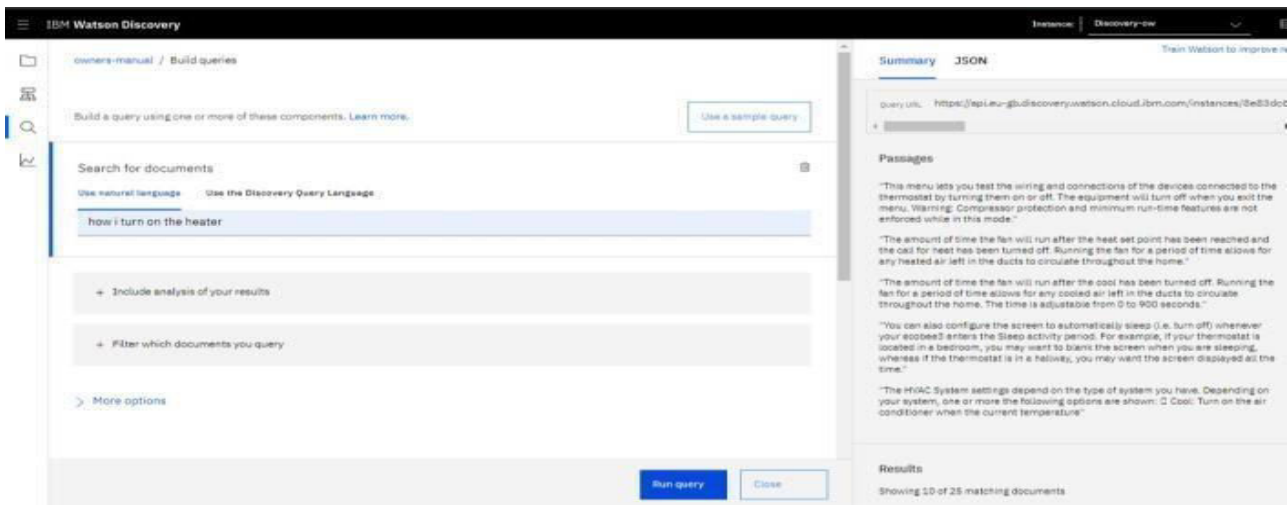 IBM Watson Discovery
Instance: Discovery-ow
owners-manual / Build queries
Build a query using one or more of these components. Learn more.
Use a sample query
Search for documents
Use natural language Use the Discovery Query Language
how i turn on the heater
+ Include analysis of your results
+ Filter which documents you query
> More options
Run query Close
Train Watson to improve re
Summary JSON
Query URL https://api.eu-gb.discovery.watson.cloud.ibm.com/instances/
Passages
"This menu lets you test the wiring and connections of the devices connected to the
thermostat by turning them on or off. The equipment will turn off when you exit the
menu. Warning: Compressor protection and minimum run-time features are not
enforced while in this mode."
"The amount of time the fan will run after the heat set point has been reached and
the call for heat has been turned off. Running the fan for a period of time allows for
any heated air left in the ducts to circulate throughout the home."
"The amount of time the fan will run after the cool has been turned off. Running the
fan for a period of time allows for any cooled air left in the ducts to circulate
throughout the home. The time is adjustable from 0 to 900 seconds."
"You can also configure the screen to automatically sleep (i.e. turn off) whenever
your ecobee3 enters the Sleep activity period. For example, if your thermostat is
located in a bedroom, you may want to blank the screen when you are sleeping,
whereas if the thermostat is in a hallway, you may want the screen displayed all the
time."
"The HVAC System settings depend on the type of system you have. Depending on
your system, one or more the following options are shown: Cool: Turn on the air
conditioner when the current temperature"
Results
Showing 10 of 25 matching documents